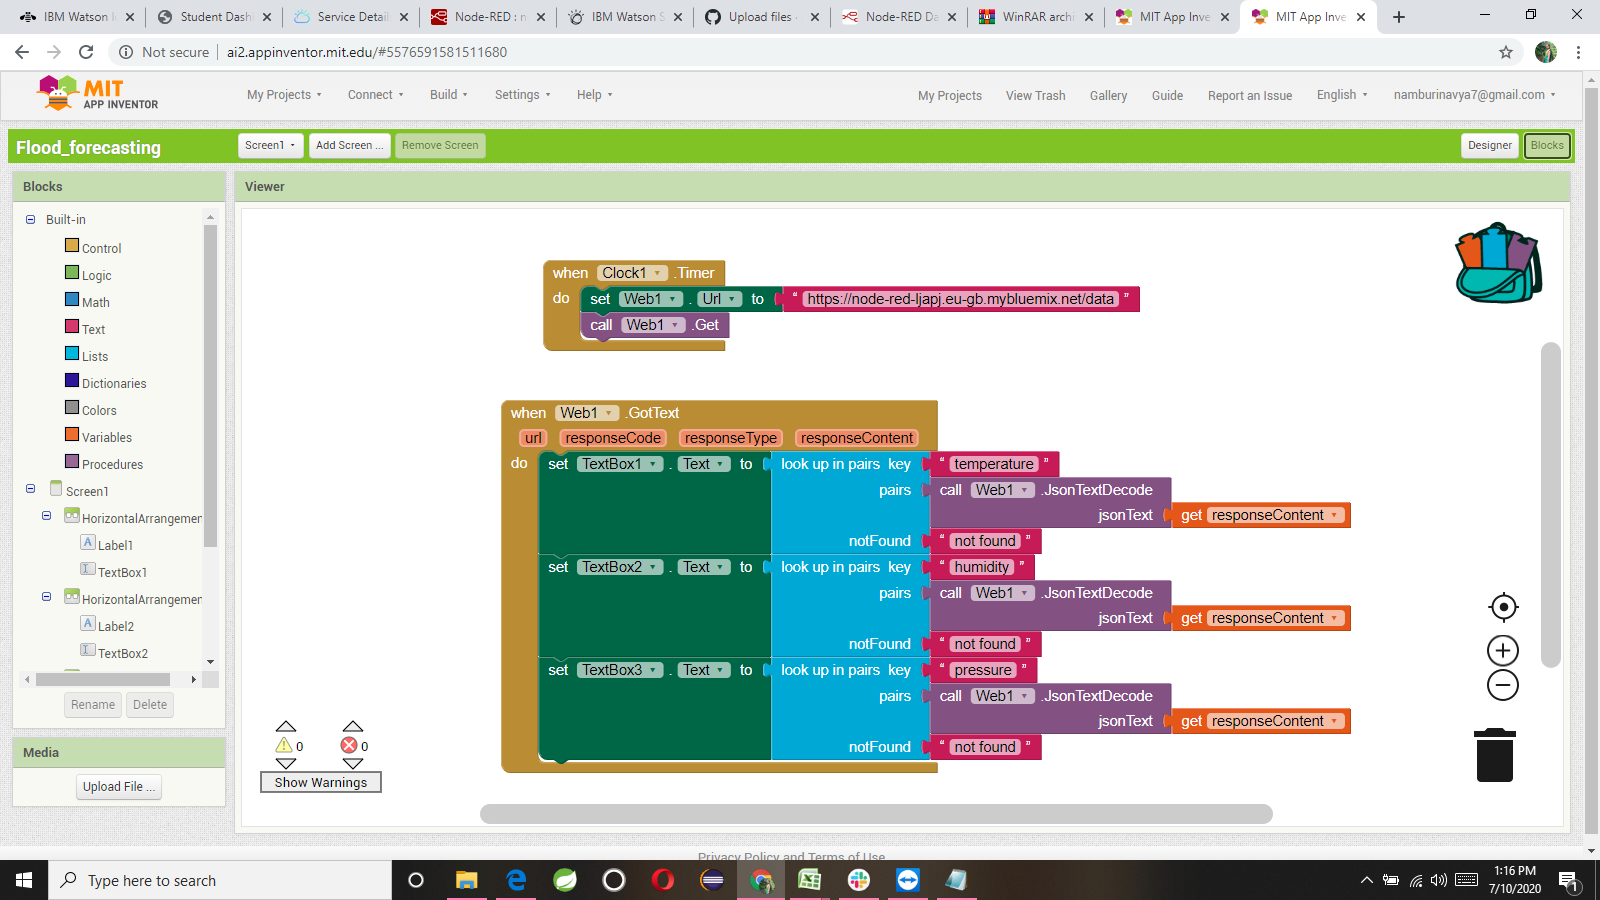 IBM Watson I
Student Dash
Service Detail
Node-RED : n
IBM Watson S
Upload files
Node-RED Da
WinRAR archi
MIT App Inve
MIT App Inve
Not secure | ai2.appinventor.mit.edu/#5576591581511680
MIT
APP INVENTOR
My Projects Connect Build Settings Help My Projects View Trash Gallery Guide Report an Issue English namburinavya7@gmail.com
Flood_forecasting Screen1 Add Screen ... Remove Screen Designer Blocks
Blocks
Built-in
Control
Logic
Math
Text
Lists
Dictionaries
Colors
Variables
Procedures
Screen1
HorizontalArrangemen
A Label1
TextBox1
HorizontalArrangemen
A Label2
TextBox2
Rename Delete
Media
Upload File ...
Viewer
when Clock1 .Timer
do set Web1 . Url to “ https://node-red-ljapj.eu-gb.mybluemix.net/data ”
call Web1 .Get
when Web1 .GotText
url responseCode responseType responseContent
do set TextBox1 . Text to look up in pairs key “ temperature ”
pairs call Web1 .JsonTextDecode
jsonText get responseContent
notFound “ not found ”
set TextBox2 . Text to look up in pairs key “ humidity ”
pairs call Web1 .JsonTextDecode
jsonText get responseContent
notFound “ not found ”
set TextBox3 . Text to look up in pairs key “ pressure ”
pairs call Web1 .JsonTextDecode
jsonText get responseContent
notFound “ not found ”
0 0
Show Warnings
Privacy Policy and Terms of Use
Type here to search
1:16 PM
7/10/2020
1